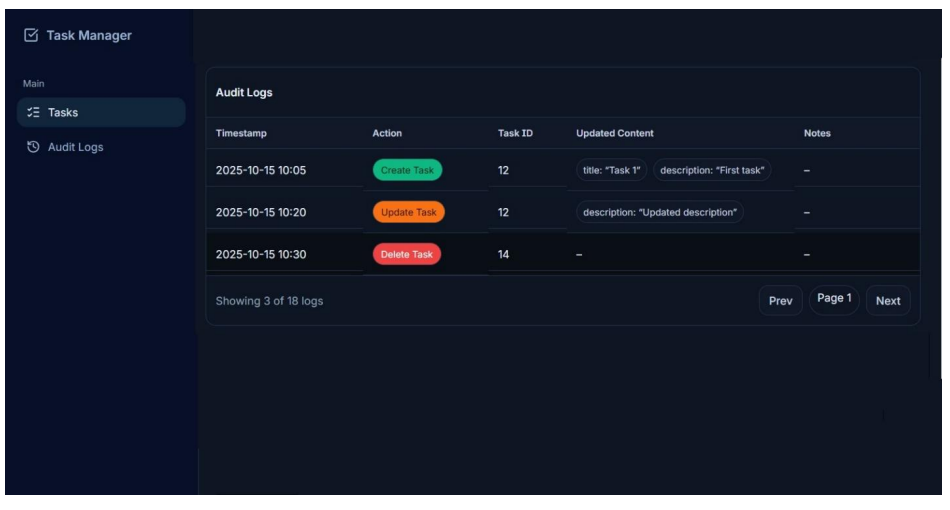 Task Manager
Main
Tasks
Audit Logs
Audit Logs
Timestamp Action Task ID Updated Content Notes
2025-10-15 10:05 Create Task 12 title: "Task 1" description: "First task" –
2025-10-15 10:20 Update Task 12 description: "Updated description" –
2025-10-15 10:30 Delete Task 14 – –
Showing 3 of 18 logs Prev Page 1 Next